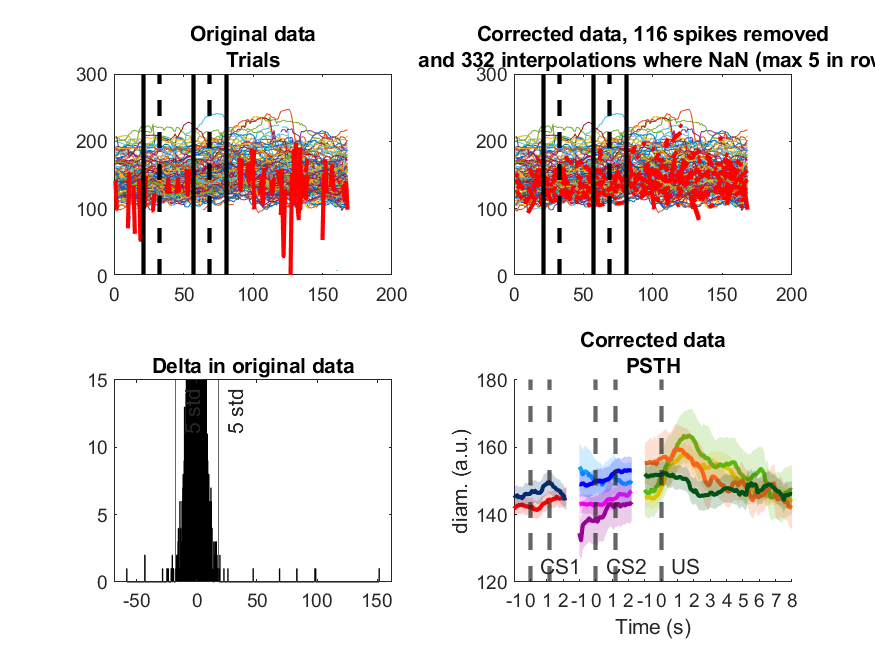 Original data
Trials
300
200
100
0
0 50 100 150 200
Corrected data, 116 spikes removed
and 332 interpolations where NaN (max 5 in row
300
200
100
0
0 50 100 150 200
Delta in original data
15
10
5
0
5 std
5 std
-50 0 50 100 150
Corrected data
PSTH
diam. (a.u.)
180
160
140
120
CS1 CS2 US
-1 0 1 2 -1 0 1 2 -1 0 1 2 3 4 5 6 7 8
Time (s)